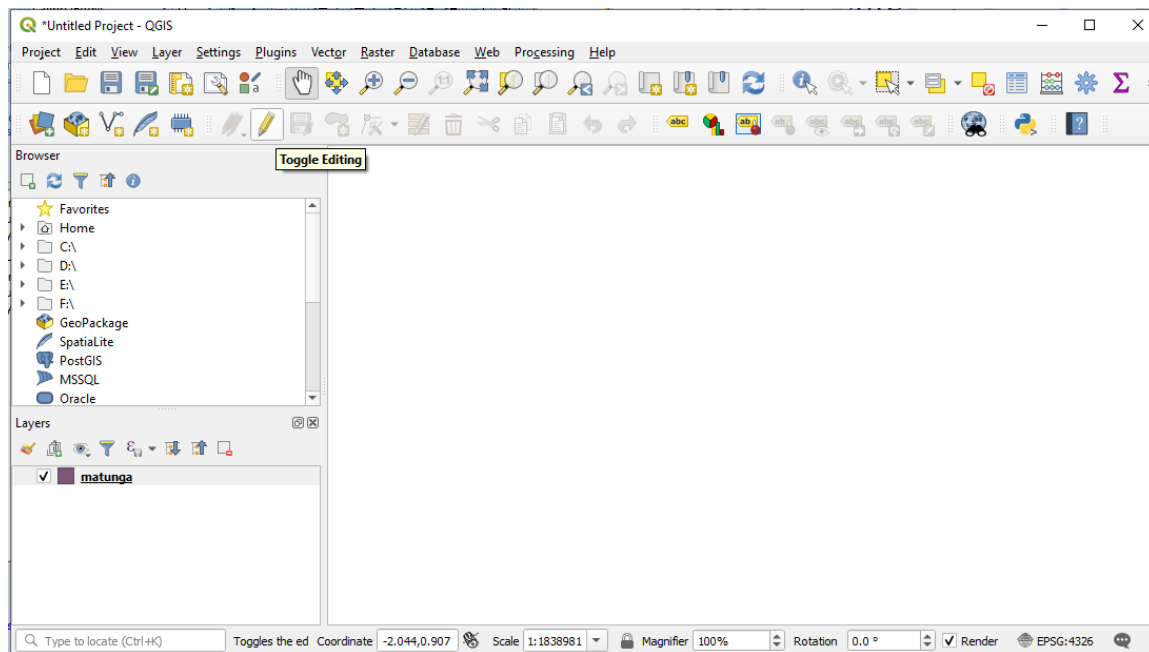 *Untitled Project - QGIS
Project Edit View Layer Settings Plugins Vector Raster Database Web Processing Help
Toggle Editing
Browser
Favorites
Home
C:\
D:\
E:\
F:\
GeoPackage
SpatiaLite
PostGIS
MSSQL
Oracle
Layers
matunga
Type to locate (Ctrl+K) Toggles the ed Coordinate -2.044,0.907 Scale 1:1838981 Magnifier 100% Rotation 0.0 ° Render EPSG:4326